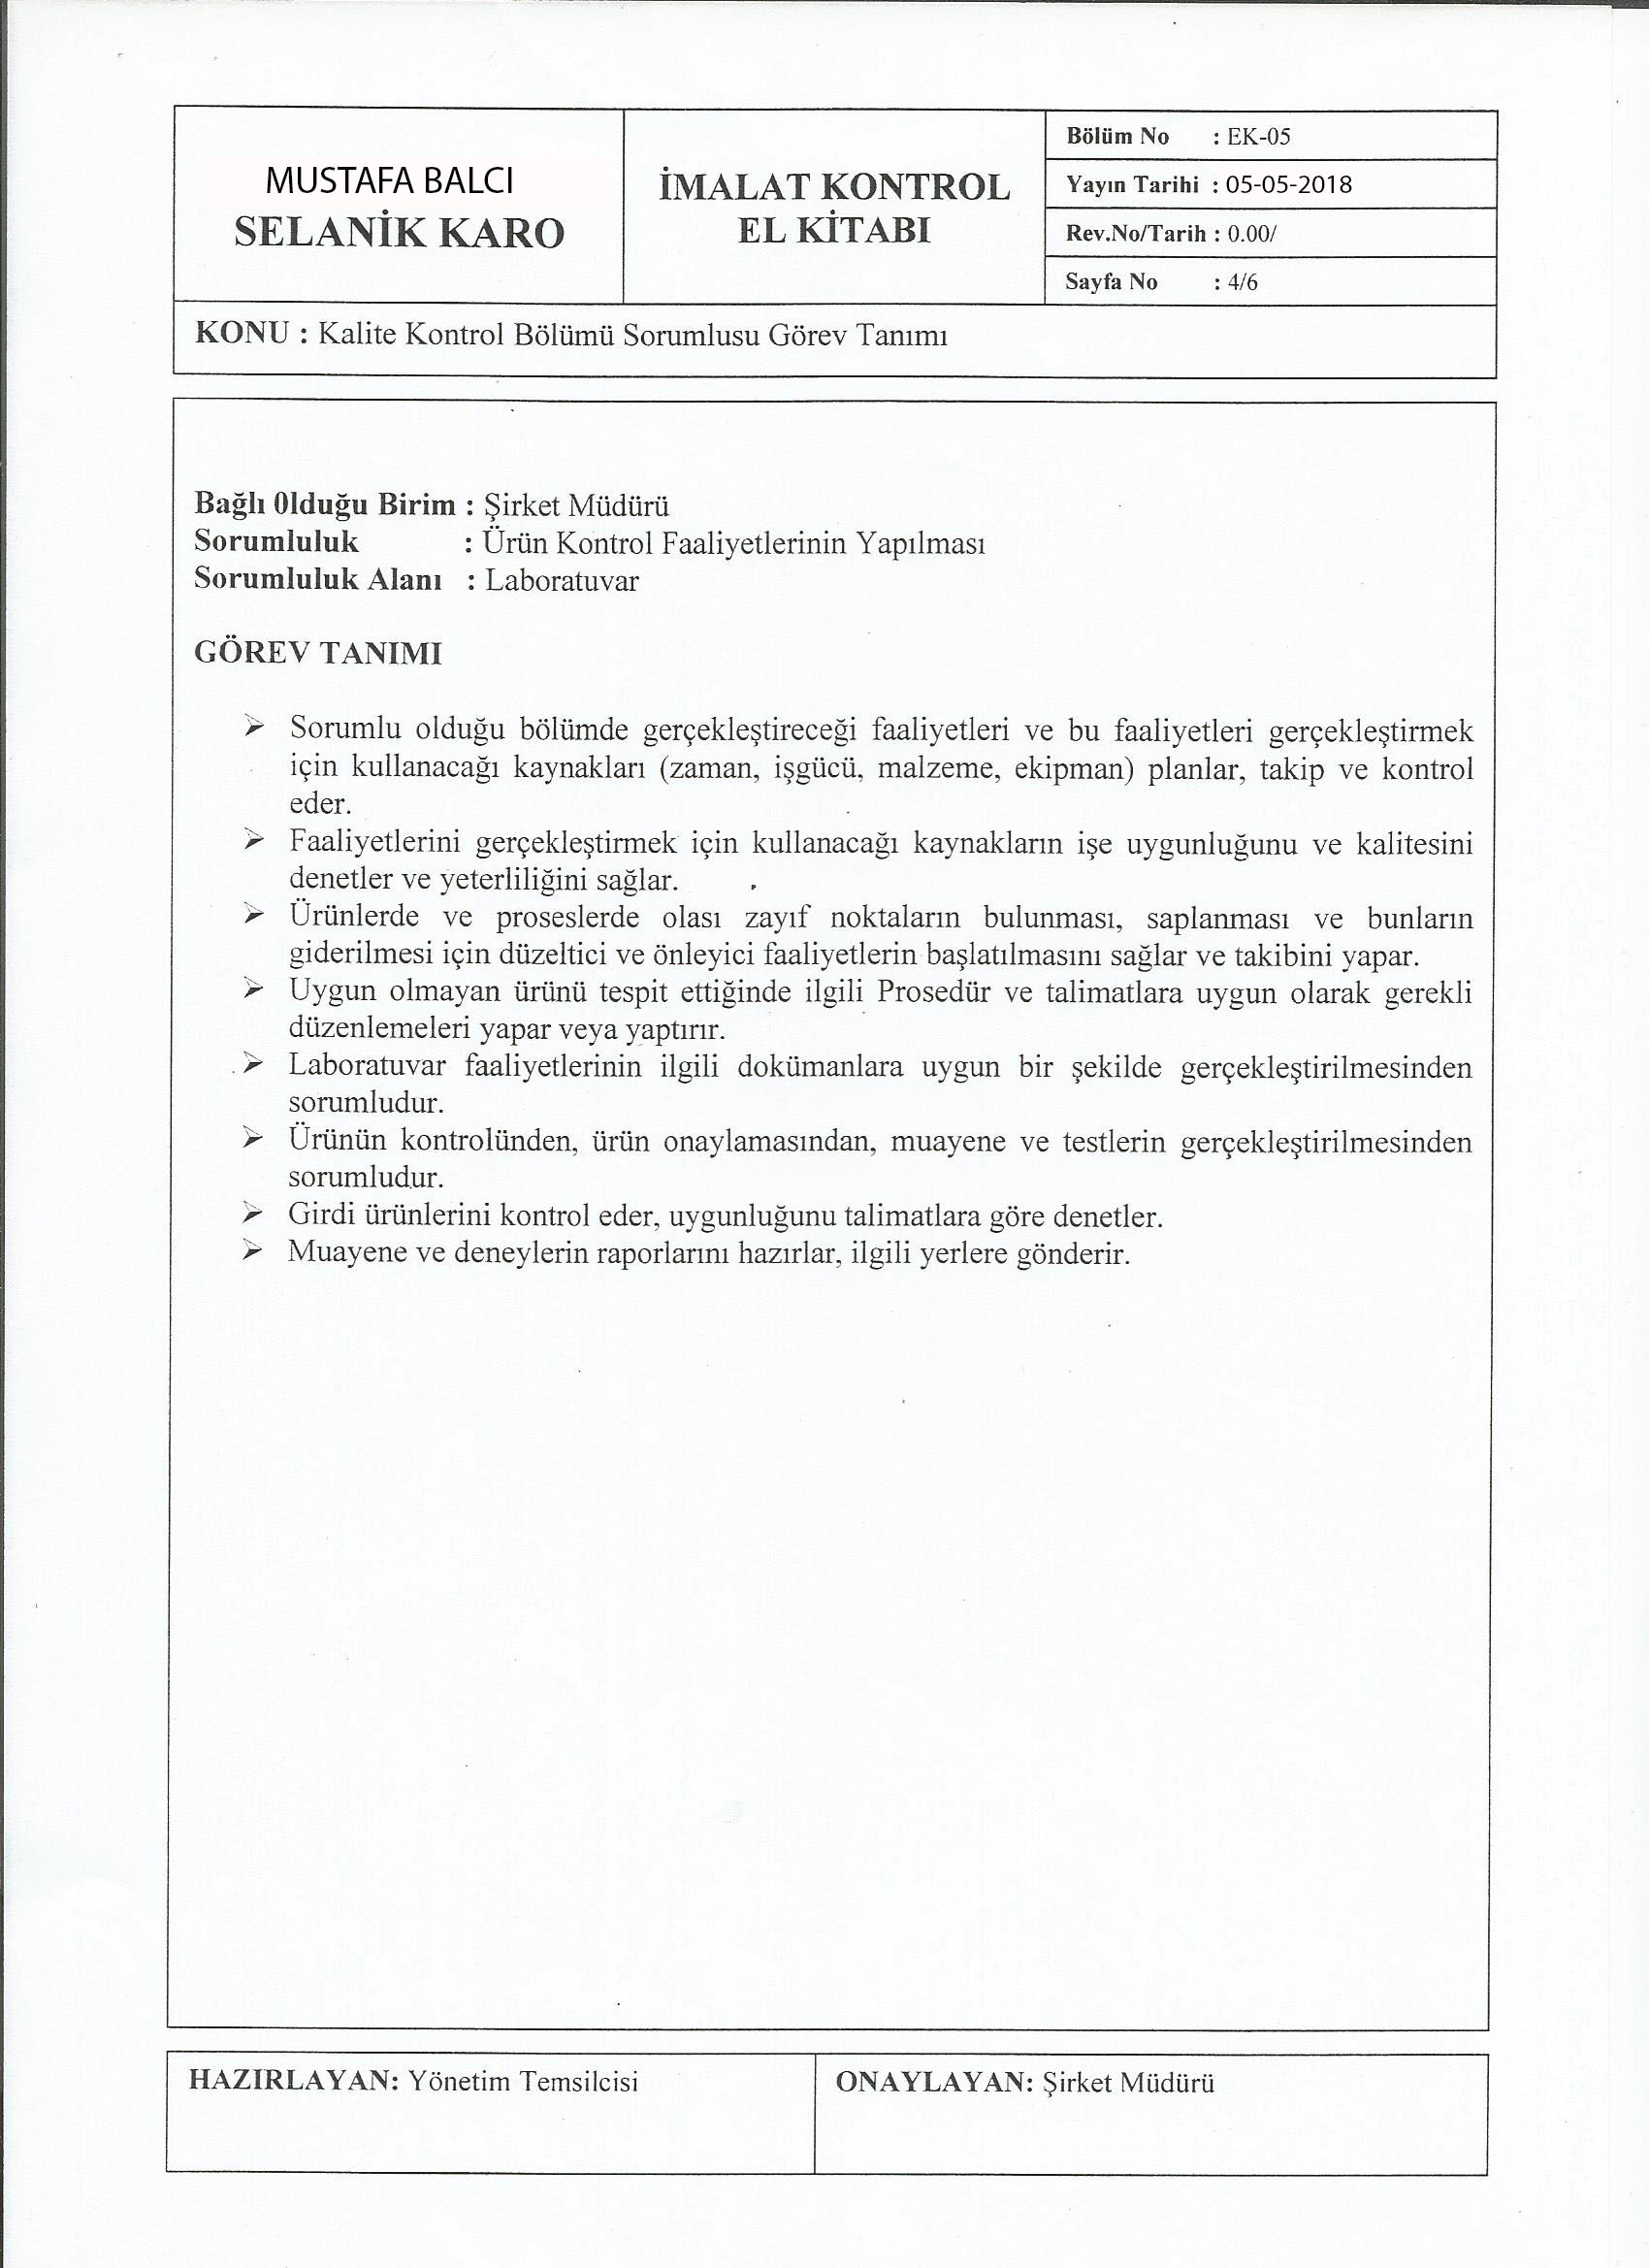 MUSTAFA BALCI
SELANİK KARO
İMALAT KONTROL
EL KİTABI
Bölüm No : EK-05
Yayın Tarihi : 05-05-2018
Rev.No/Tarih : 0.00/
Sayfa No : 4/6
KONU : Kalite Kontrol Bölümü Sorumlusu Görev Tanımı
Bağlı Olduğu Birim : Şirket Müdürü
Sorumluluk : Ürün Kontrol Faaliyetlerinin Yapılması
Sorumluluk Alanı : Laboratuvar
GÖREV TANIMI
➢ Sorumlu olduğu bölümde gerçekleştireceği faaliyetleri ve bu faaliyetleri gerçekleştirmek
için kullanacağı kaynakları (zaman, işgücü, malzeme, ekipman) planlar, takip ve kontrol
eder.
➢ Faaliyetlerini gerçekleştirmek için kullanacağı kaynakların işe uygunluğunu ve kalitesini
denetler ve yeterliliğini sağlar.
➢ Ürünlerde ve proseslerde olası zayıf noktaların bulunması, saplanması ve bunların
giderilmesi için düzeltici ve önleyici faaliyetlerin başlatılmasını sağlar ve takibini yapar.
➢ Uygun olmayan ürünü tespit ettiğinde ilgili Prosedür ve talimatlara uygun olarak gerekli
düzenlemeleri yapar veya yaptırır.
➢ Laboratuvar faaliyetlerinin ilgili dokümanlara uygun bir şekilde gerçekleştirilmesinden
sorumludur.
➢ Ürünün kontrolünden, ürün onaylamasından, muayene ve testlerin gerçekleştirilmesinden
sorumludur.
➢ Girdi ürünlerini kontrol eder, uygunluğunu talimatlara göre denetler.
➢ Muayene ve deneylerin raporlarını hazırlar, ilgili yerlere gönderir.
HAZIRLAYAN: Yönetim Temsilcisi
ONAYLAYAN: Şirket Müdürü